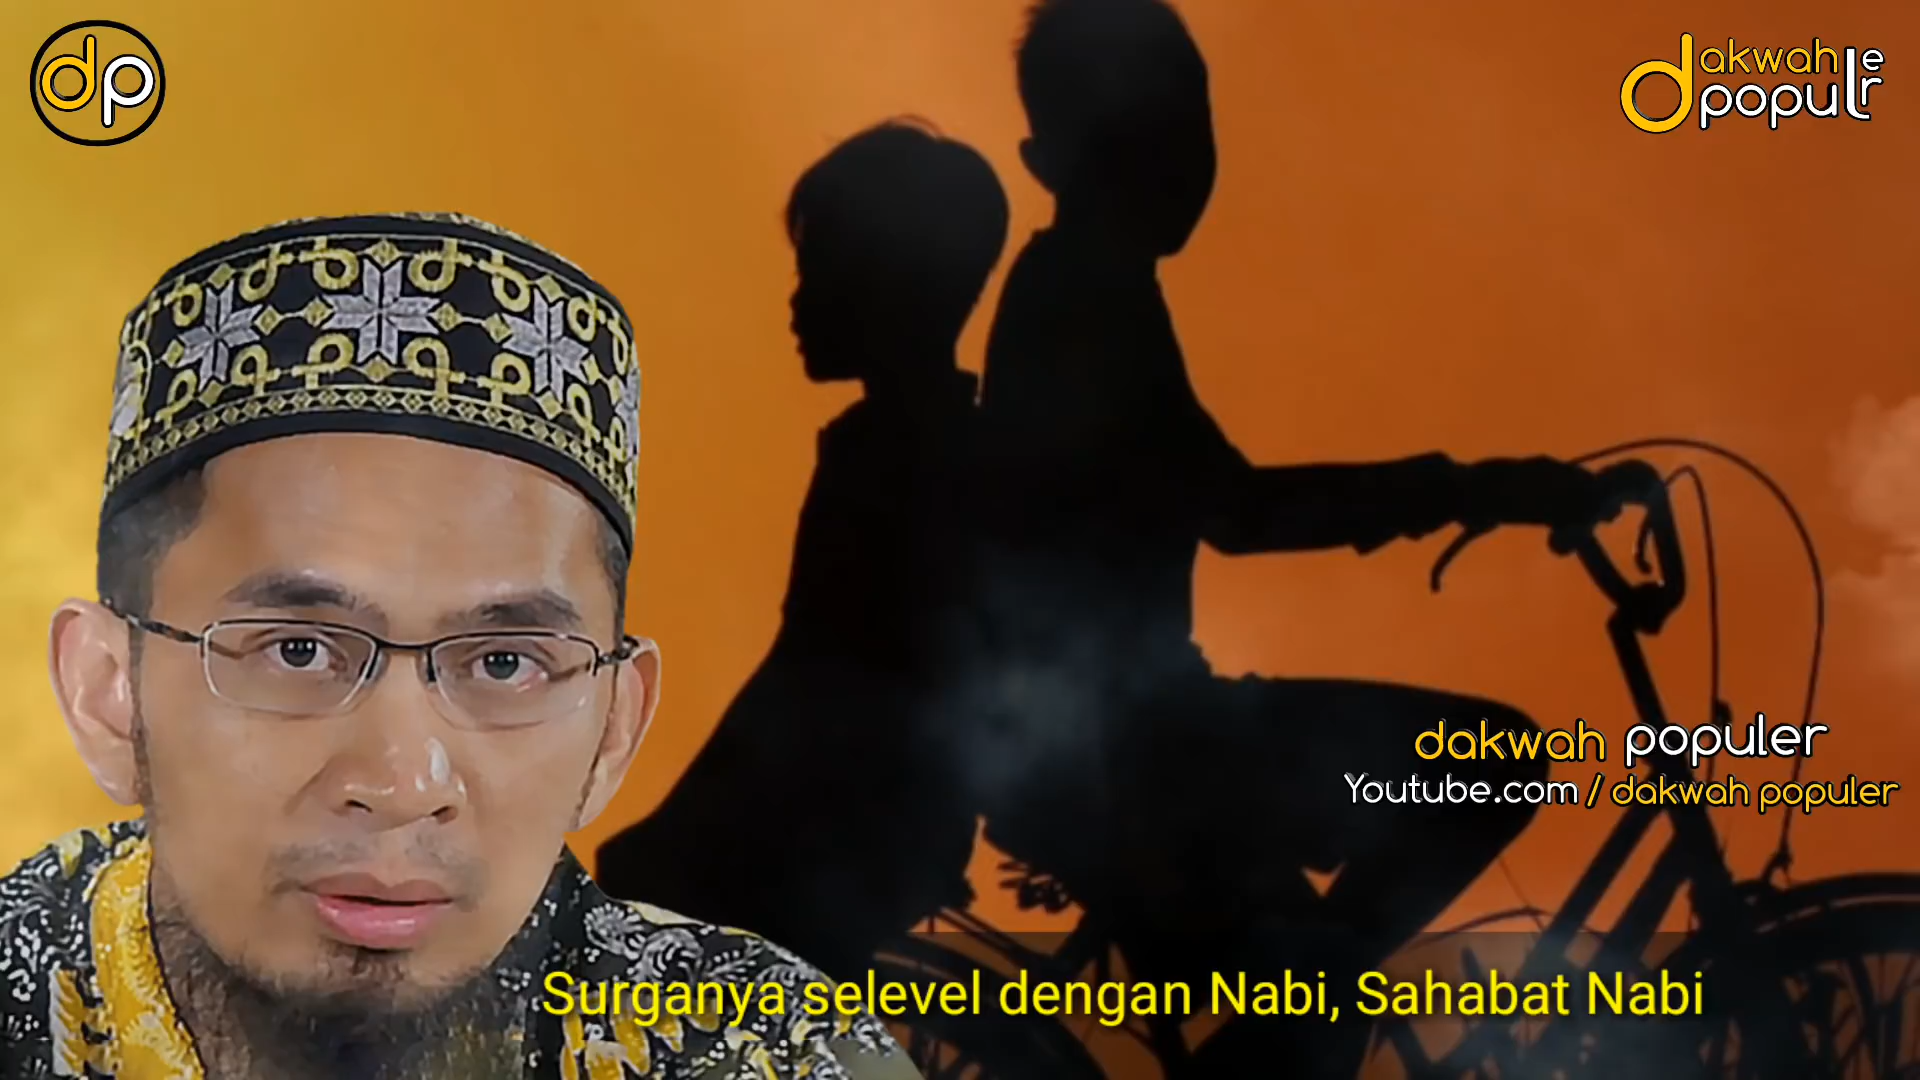 dp
dakwah
populer
dakwah populer
Youtube.com / dakwah populer
Surganya selevel dengan Nabi, Sahabat Nabi